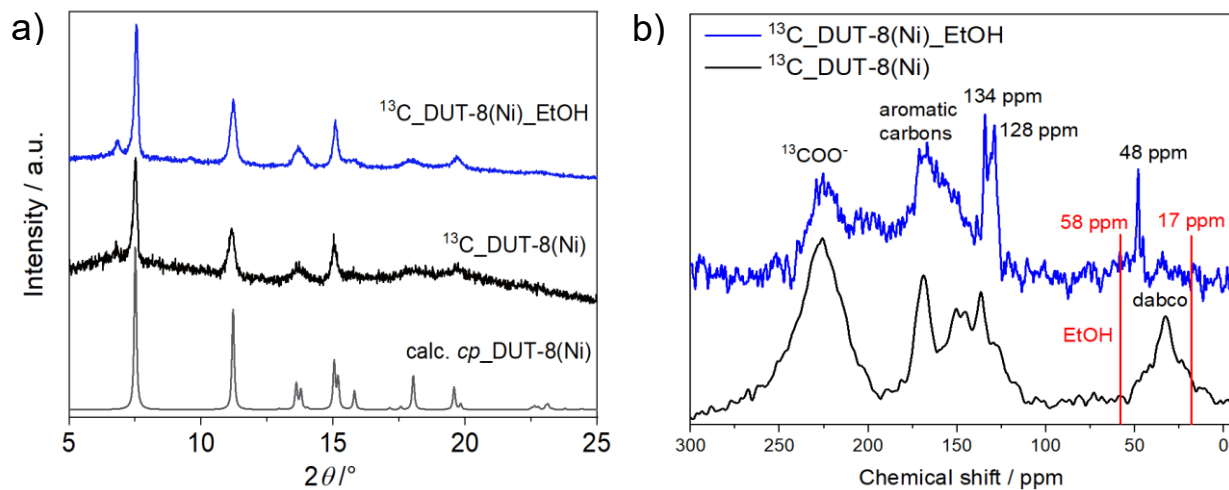 a)
Intensity / a.u.
¹³C_DUT-8(Ni)_EtOH
¹³C_DUT-8(Ni)
calc. cp_DUT-8(Ni)
5 10 15 20 25
2θ/°
b)
¹³C_DUT-8(Ni)_EtOH
¹³C_DUT-8(Ni)
¹³COO⁻
aromatic
carbons
134 ppm
128 ppm
48 ppm
58 ppm
17 ppm
EtOH
dabco
300 250 200 150 100 50 0
Chemical shift / ppm